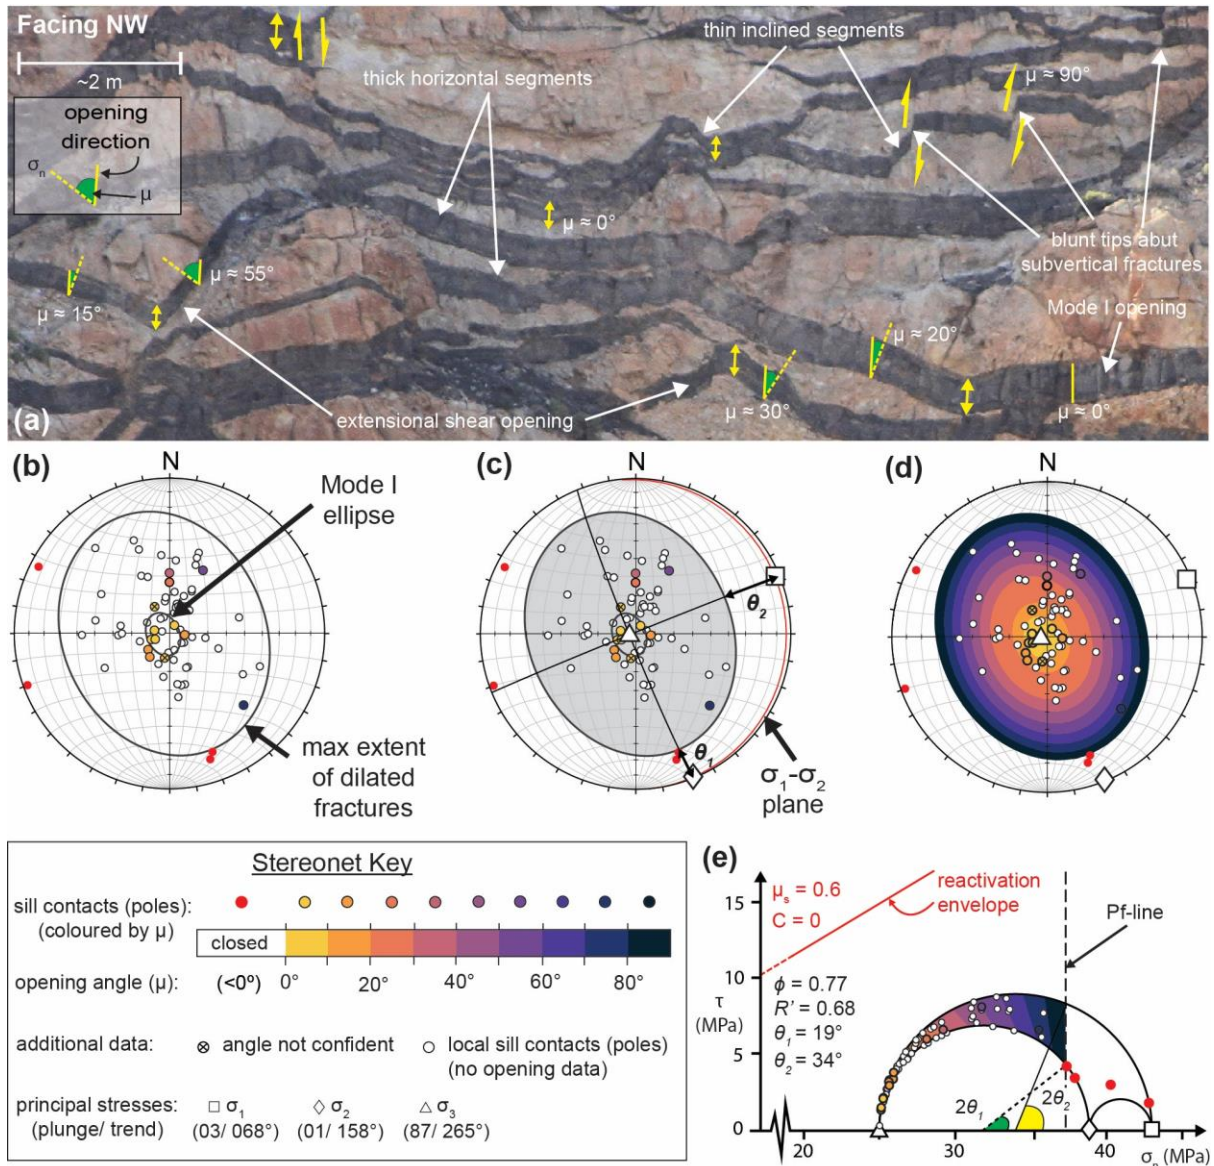 Facing NW
~2 m
opening
direction
σn
μ
thick horizontal segments
thin inclined segments
μ ≈ 90°
μ ≈ 0°
blunt tips abut
subvertical fractures
μ ≈ 55°
μ ≈ 15°
Mode I opening
μ ≈ 20°
μ ≈ 30°
μ ≈ 0°
extensional shear opening
(a)
(b)
N
Mode I
ellipse
max extent
of dilated
fractures
(c)
N
θ2
θ1
σ1-σ2
plane
(d)
N
Stereonet Key
sill contacts (poles):
(coloured by μ)
closed
opening angle (μ): (<0º) 0° 20° 40° 60° 80°
additional data: angle not confident local sill contacts (poles)
(no opening data)
principal stresses: σ1 σ2 σ3
(plunge/ trend) (03/ 068°) (01/ 158°) (87/ 265°)
(e)
μs = 0.6
C = 0
reactivation
envelope
Pf-line
15
10
τ
(MPa)
5
0
ϕ = 0.77
R' = 0.68
θ1 = 19°
θ2 = 34°
2θ1
2θ2
20 30 40
σn (MPa)